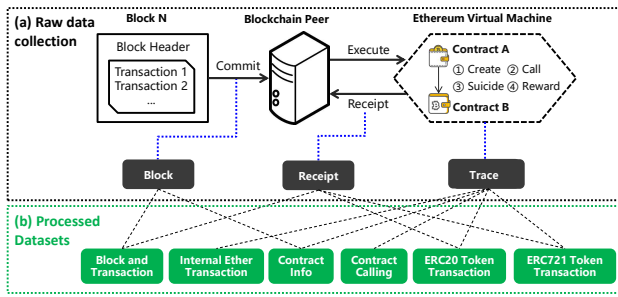 Block N
Blockchain Peer
Ethereum Virtual Machine
(a) Raw data
collection
Block Header
Transaction 1
Transaction 2
...
Commit
Execute
Receipt
Contract A
① Create ② Call
③ Suicide ④ Reward
Contract B
Block
Receipt
Trace
(b) Processed
Datasets
Block and
Transaction
Internal Ether
Transaction
Contract
Info
Contract
Calling
ERC20 Token
Transaction
ERC721 Token
Transaction